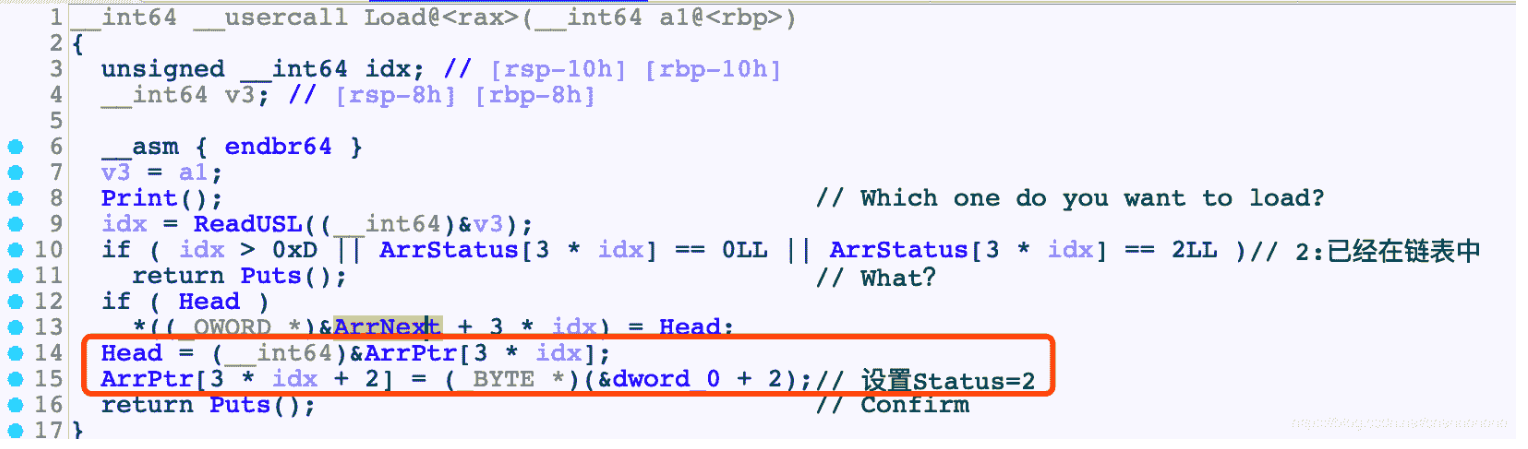 1 __int64 __usercall Load@<rax>(__int64 a1@<rbp>)
2 {
3 unsigned __int64 idx; // [rsp-10h] [rbp-10h]
4 __int64 v3; // [rsp-8h] [rbp-8h]
5
6 __asm { endbr64 }
7 v3 = a1;
8 Print(); // Which one do you want to load?
9 idx = ReadUSL((__int64)&v3);
10 if ( idx > 0xD || ArrStatus[3 * idx] == 0LL || ArrStatus[3 * idx] == 2LL )// 2:已经在链表中
11 return Puts(); // What?
12 if ( Head )
13 *((_OWORD *)&ArrNext + 3 * idx) = Head;
14 Head = (__int64)&ArrPtr[3 * idx];
15 ArrPtr[3 * idx + 2] = (_BYTE *)(&dword_0 + 2);// 设置Status=2
16 return Puts(); // Confirm
17 }